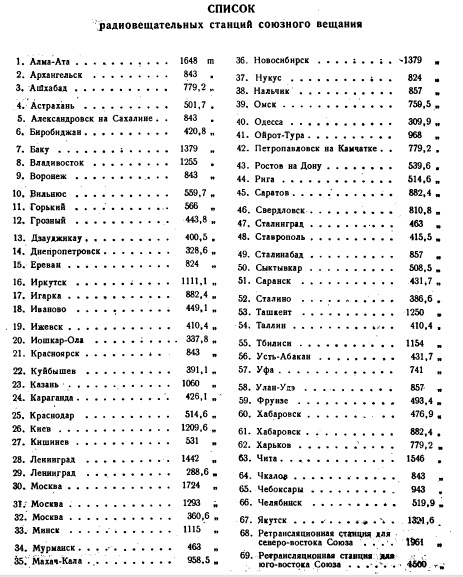 СПИСОК
радиовещательных станций союзного вещания
1. Алма-Ата . . . . . . . . . . . 1648 m
2. Архангельск . . . . . . . . . 843 „
3. Ашхабад . . . . . . . . . . . 779,2 „
4. Астрахань . . . . . . . . . . 501,7 „
5. Александровск на Сахалине . . 843 „
6. Биробиджан . . . . . . . . . 420,8 „
7. Баку . . . . . . . . . . . . 1379 „
8. Владивосток . . . . . . . . . 1255 „
9. Воронеж . . . . . . . . . . . 843 „
10. Вильнюс . . . . . . . . . . 559,7 „
11. Горький . . . . . . . . . . 566 „
12. Грозный . . . . . . . . . . 443,8 „
13. Дзауджикау . . . . . . . . . 400,5 „
14. Днепропетровск . . . . . . . 328,6 „
15. Ереван . . . . . . . . . . . 824 „
16. Иркутск . . . . . . . . . . 1111,1 „
17. Игарка . . . . . . . . . . . 882,4 „
18. Иваново . . . . . . . . . . 449,1 „
19. Ижевск . . . . . . . . . . . 410,4 „
20. Иошкар-Ола . . . . . . . . . 337,8 „
21. Красноярск . . . . . . . . . 843 „
22. Куйбышев . . . . . . . . . . 391,1 „
23. Казань . . . . . . . . . . . 1060 „
24. Караганда . . . . . . . . . 426,1 „
25. Краснодар . . . . . . . . . 514,6 „
26. Киев . . . . . . . . . . . . 1209,6 „
27. Кишинев . . . . . . . . . . 531 „
28. Ленинград . . . . . . . . . 1442 „
29. Ленинград . . . . . . . . . 288,6 „
30. Москва . . . . . . . . . . . 1724 „
31. Москва . . . . . . . . . . . 1293 „
32. Москва . . . . . . . . . . . 360,6 „
33. Минск . . . . . . . . . . . 1115 „
34. Мурманск . . . . . . . . . . 463 „
35. Махач-Кала . . . . . . . . . 958,5 „
36. Новосибирск . . . . . . . . 1379 „
37. Нукус . . . . . . . . . . . 824 „
38. Нальчик . . . . . . . . . . 857 „
39. Омск . . . . . . . . . . . . 759,5 „
40. Одесса . . . . . . . . . . . 309,9 „
41. Ойрот-Тура . . . . . . . . . 968 „
42. Петропавловск на Камчатке . . 779,2 „
43. Ростов на Дону . . . . . . . 539,6 „
44. Рига . . . . . . . . . . . . 514,6 „
45. Саратов . . . . . . . . . . 882,4 „
46. Свердловск . . . . . . . . . 810,8 „
47. Сталинград . . . . . . . . . 463 „
48. Ставрополь . . . . . . . . . 415,5 „
49. Сталинабад . . . . . . . . . 857 „
50. Сыктывкар . . . . . . . . . 508,5 „
51. Саранск . . . . . . . . . . 431,7 „
52. Сталино . . . . . . . . . . 386,6 „
53. Ташкент . . . . . . . . . . 1250 „
54. Таллин . . . . . . . . . . . 410,4 „
55. Тбилиси . . . . . . . . . . 1154 „
56. Усть-Абакан . . . . . . . . 431,7 „
57. Уфа . . . . . . . . . . . . 741 „
58. Улан-Удэ . . . . . . . . . . 857 „
59. Фрунзе . . . . . . . . . . . 493,4 „
60. Хабаровск . . . . . . . . . 476,9 „
61. Хабаровск . . . . . . . . . 882,4 „
62. Харьков . . . . . . . . . . 779,2 „
63. Чита . . . . . . . . . . . . 1546 „
64. Чкалов . . . . . . . . . . . 843 „
65. Чебоксары . . . . . . . . . 943 „
66. Челябинск . . . . . . . . . 519,9 „
67. Якутск . . . . . . . . . . . 1321,6 „
68. Ретрансляционная станция для
северо-востока Союза . . . . 1961 „
69. Ретрансляционная станция для
юго-востока Союза . . . . . 4500 „